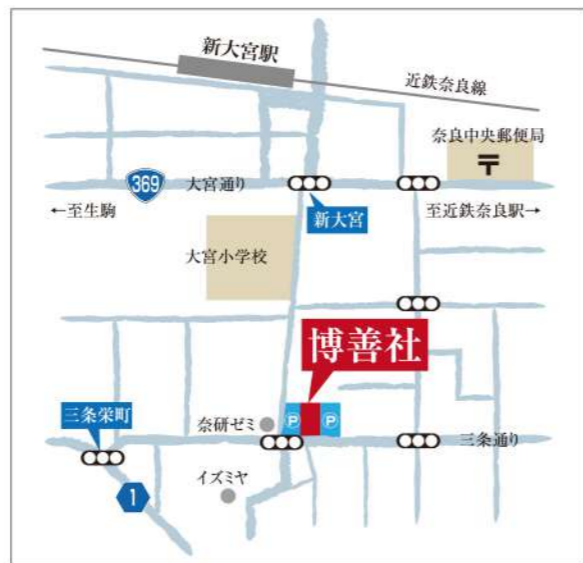 新大宮駅
近鉄奈良線
奈良中央郵便局
〒
369
大宮通り
←至生駒
新大宮
至近鉄奈良駅→
大宮小学校
博善社
三条栄町
奈研ゼミ
P
P
三条通り
イズミヤ
1